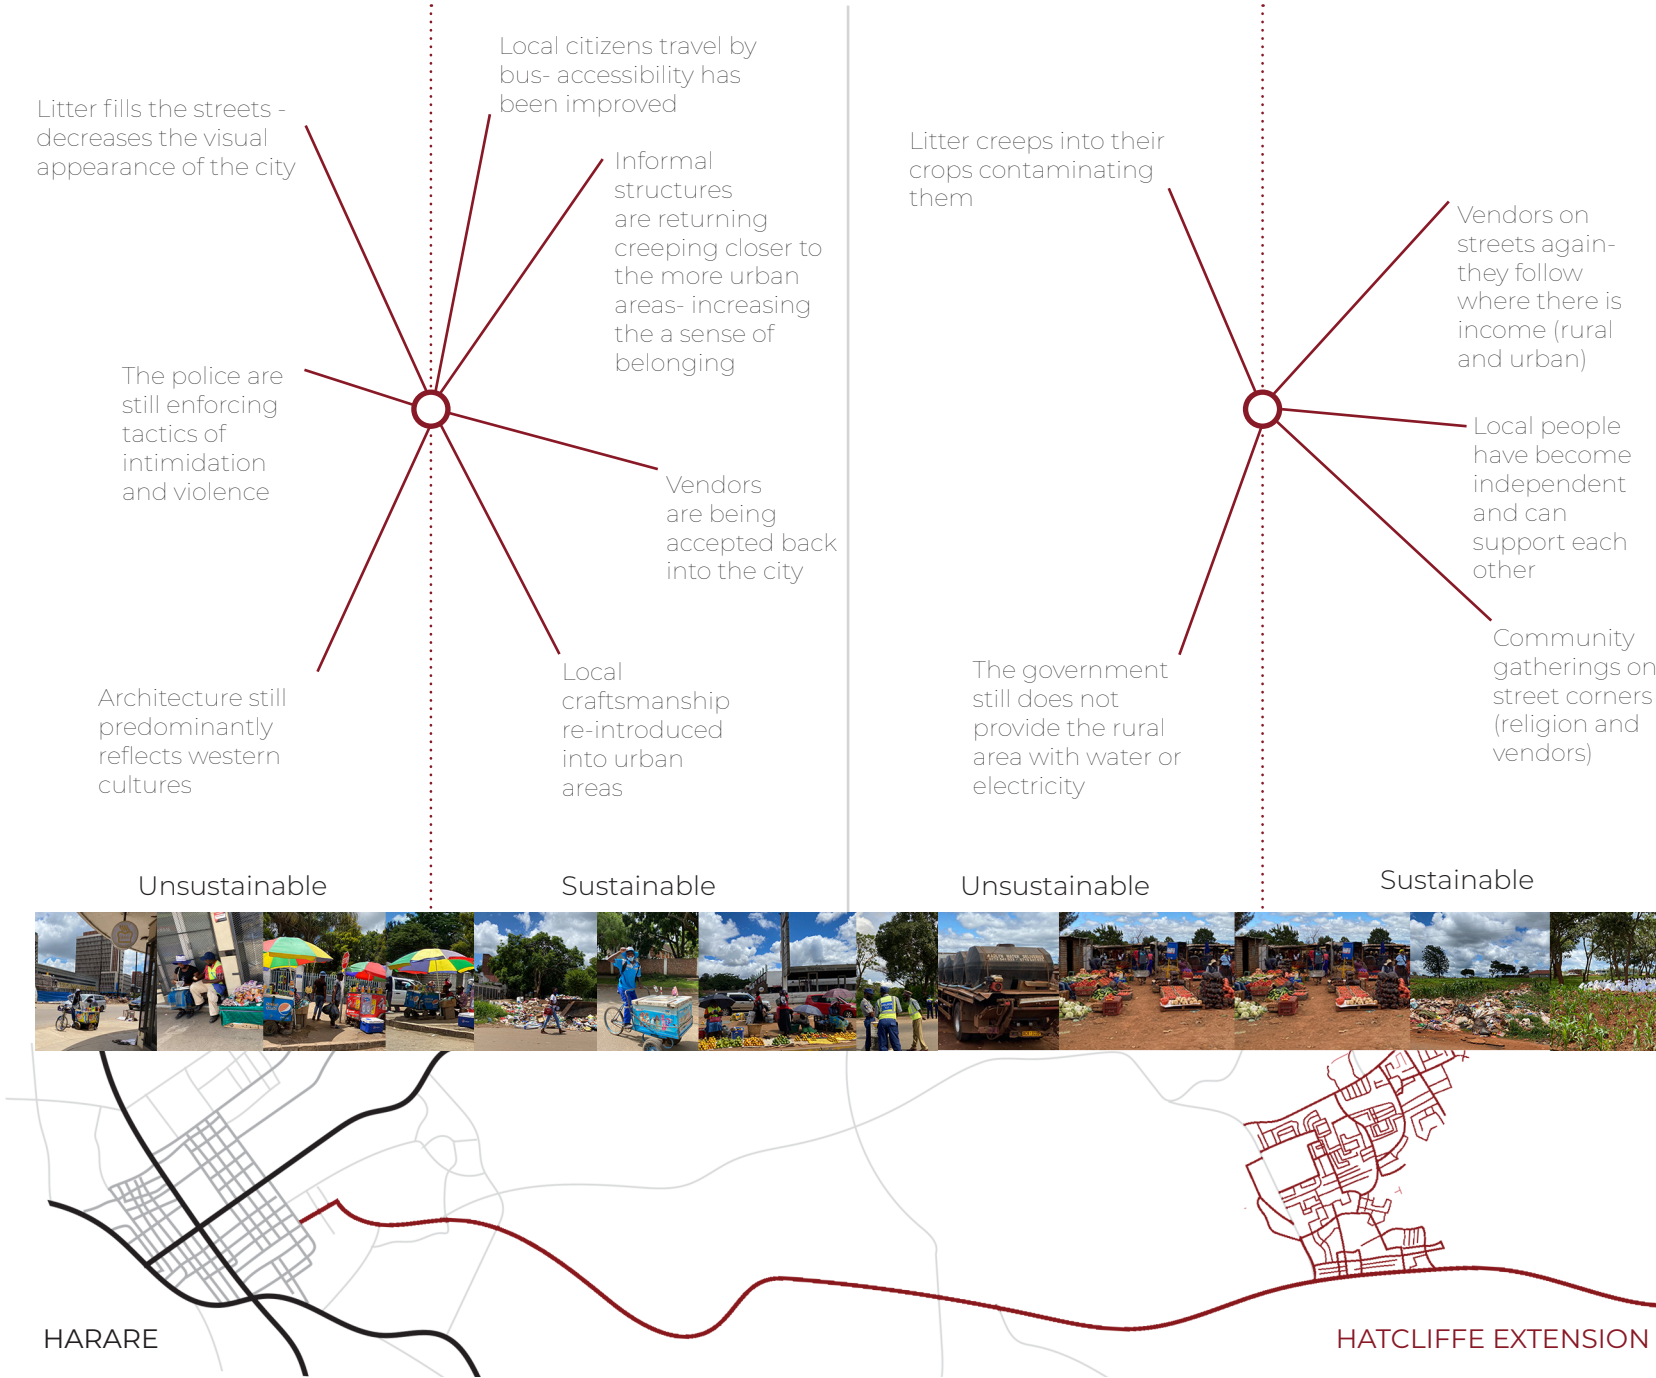 Litter fills the streets -
decreases the visual
appearance of the city
Local citizens travel by
bus- accessibility has
been improved
Informal
structures
are returning
creeping closer to
the more urban
areas- increasing
the a sense of
belonging
The police are
still enforcing
tactics of
intimidation
and violence
Vendors
are being
accepted back
into the city
Architecture still
predominantly
reflects western
cultures
Local
craftsmanship
re-introduced
into urban
areas
Unsustainable
Sustainable
Litter creeps into their
crops contaminating
them
Vendors on
streets again-
they follow
where there is
income (rural
and urban)
Local people
have become
independent
and can
support each
other
The government
still does not
provide the rural
area with water or
electricity
Community
gatherings on
street corners
(religion and
vendors)
Unsustainable
Sustainable
HARARE
HATCLIFFE EXTENSION